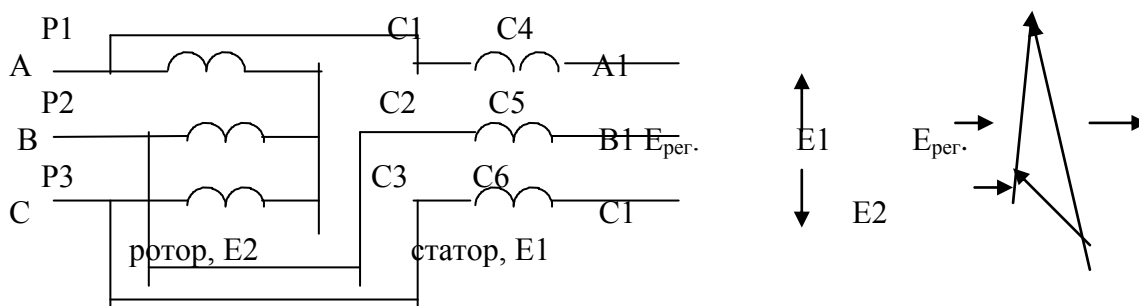 P1 C1 C4
A A1
P2 C2 C5
B B1 Eрег. E1 Eрег.
P3 C3 C6
C C1 E2
ротор, E2 статор, E1